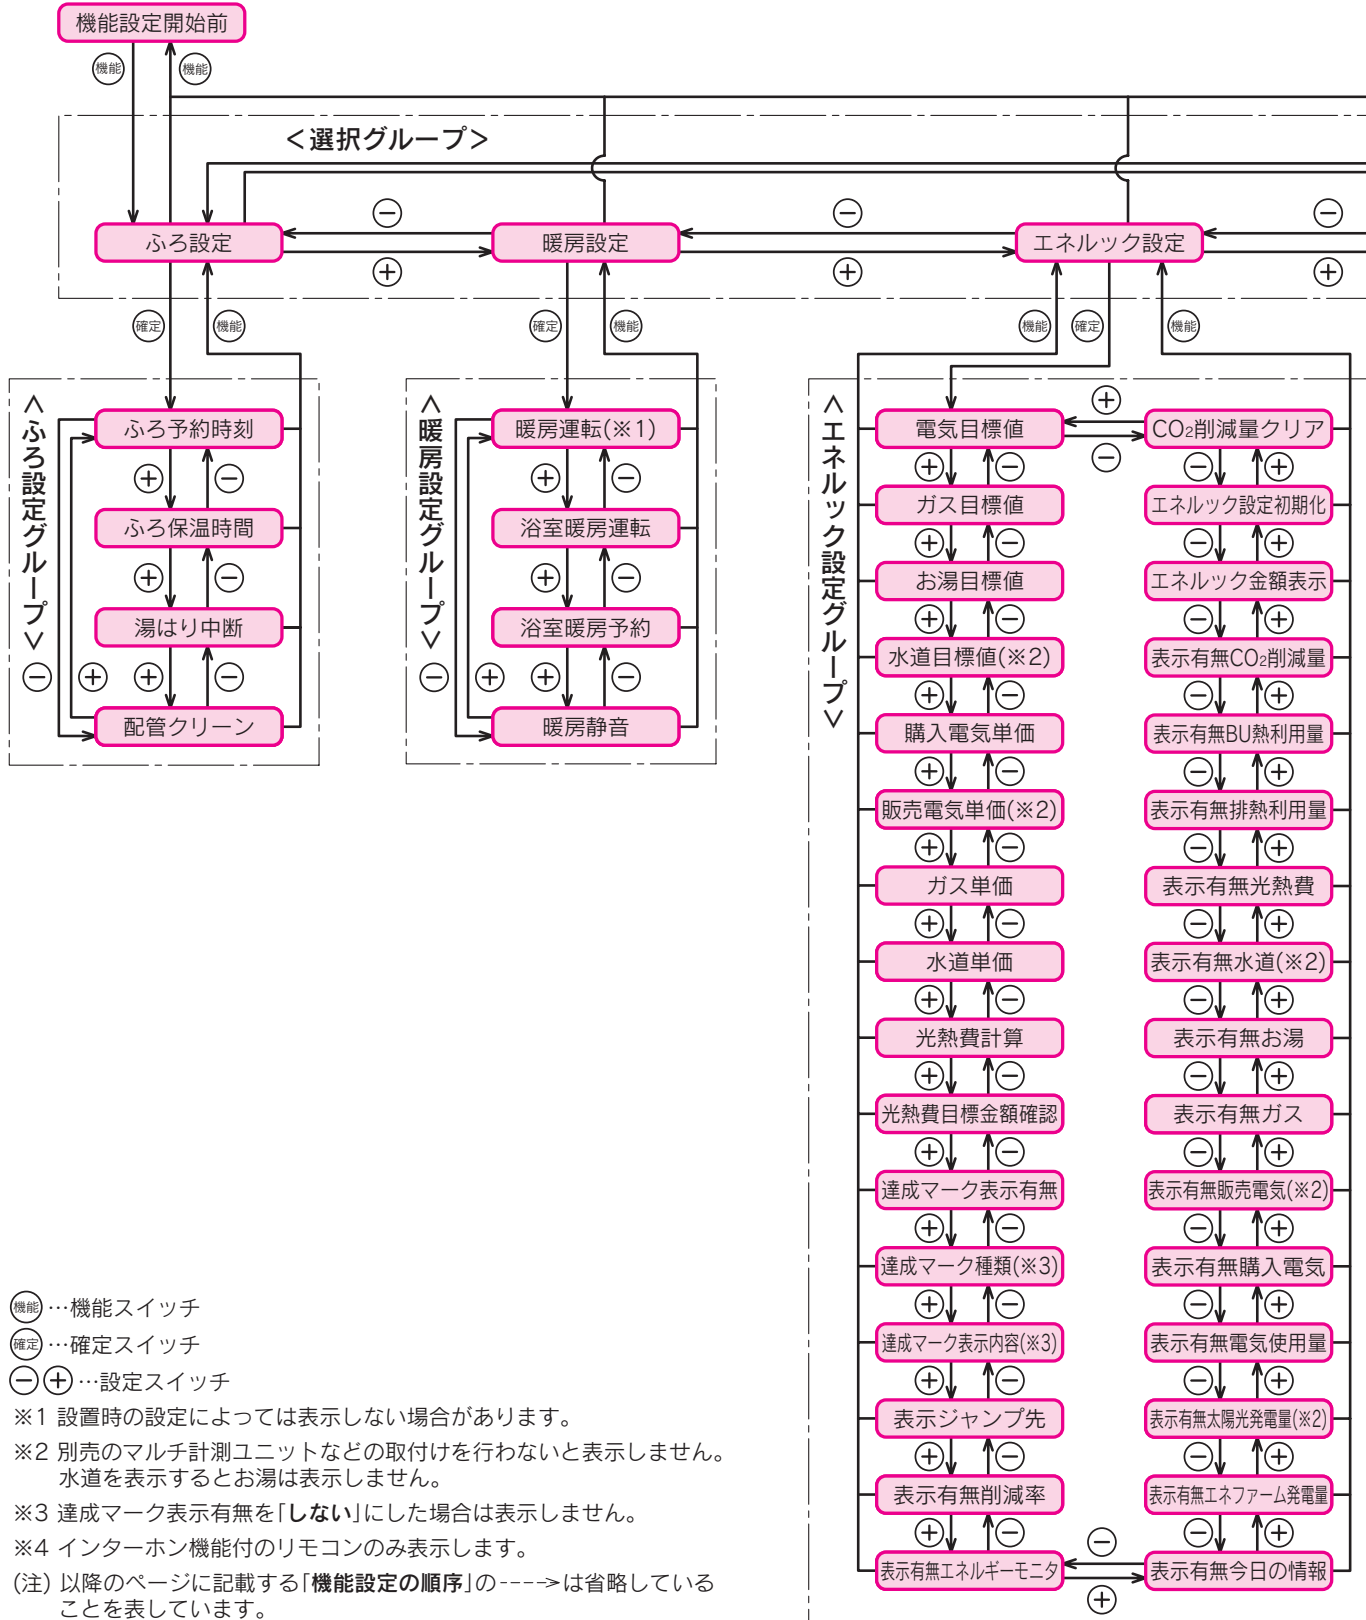 機能設定開始前
機能
機能
＜選択グループ＞
− − −
ふろ設定 暖房設定 エネルック設定
+ + +
確定 機能 確定 機能 機能 確定 機能
＜ふろ設定グループ＞
ふろ予約時刻
+ −
ふろ保温時間
+ −
湯はり中断
− + + −
配管クリーン
＜暖房設定グループ＞
暖房運転(※1)
+ −
浴室暖房運転
+ −
浴室暖房予約
− + + −
暖房静音
＜エネルック設定グループ＞
+
電気目標値 CO2削減量クリア
−
+ − − +
ガス目標値 エネルック設定初期化
+ − − +
お湯目標値 エネルック金額表示
+ − − +
水道目標値(※2) 表示有無CO2削減量
+ − − +
購入電気単価 表示有無BU熱利用量
+ − − +
販売電気単価(※2) 表示有無排熱利用量
+ − − +
ガス単価 表示有無光熱費
+ − − +
水道単価 表示有無水道(※2)
+ − − +
光熱費計算 表示有無お湯
+ − − +
光熱費目標金額確認 表示有無ガス
+ − − +
達成マーク表示有無 表示有無販売電気(※2)
+ − − +
達成マーク種類(※3) 表示有無購入電気
+ − − +
達成マーク表示内容(※3) 表示有無電気使用量
+ − − +
表示ジャンプ先 表示有無太陽光発電量(※2)
+ − − +
表示有無削減率 表示有無エネファーム発電量
+ − − +
−
表示有無エネルギーモニタ 表示有無今日の情報
+
機能…機能スイッチ
確定…確定スイッチ
−+…設定スイッチ
※1 設置時の設定によっては表示しない場合があります。
※2 別売のマルチ計測ユニットなどの取付けを行わないと表示しません。
水道を表示するとお湯は表示しません。
※3 達成マーク表示有無を「しない」にした場合は表示しません。
※4 インターホン機能付のリモコンのみ表示します。
(注) 以降のページに記載する「機能設定の順序」の---->は省略している
ことを表しています。